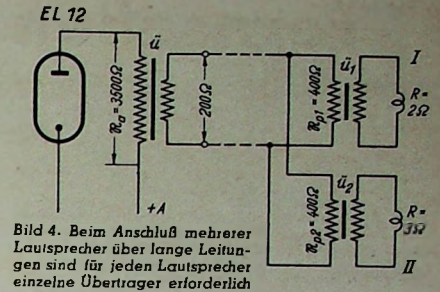 EL 12
ü
ℜa = 3500Ω
200Ω
ℜp1 = 400Ω
ü1
I
R =
2Ω
ℜp2 = 400Ω
ü2
R =
3Ω
II
+A
Bild 4. Beim Anschluß mehrerer
Lautsprecher über lange Leitun-
gen sind für jeden Lautsprecher
einzelne Übertrager erforderlich